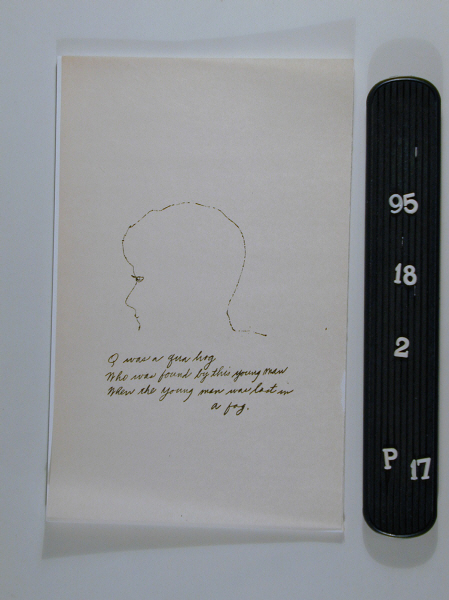 Q was a qua hog
Who was found by this young man
When the young man was lost in
a fog.
95
18
2
P 17